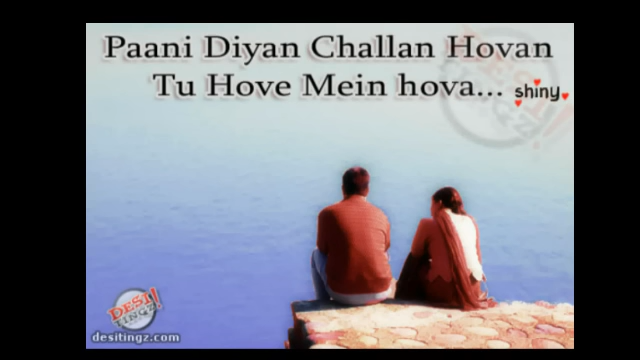 Paani Diyan Challan Hovan
Tu Hove Mein hova...
shiny
DESI
TINGZ!
desitingz.com